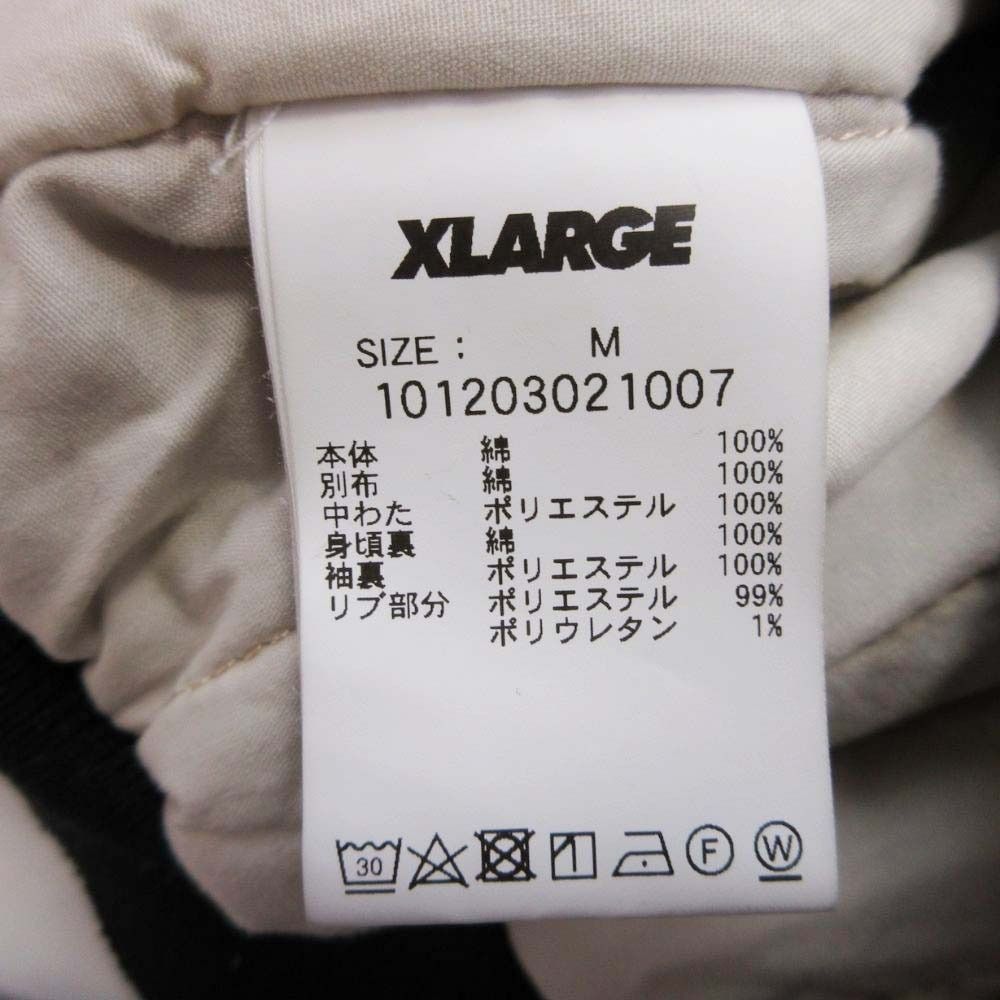 XLARGE
SIZE : M
101203021007
本体 綿 100%
別布 綿 100%
中わた ポリエステル 100%
身頃裏 綿 100%
袖裏 ポリエステル 100%
リブ部分 ポリエステル 99%
ポリウレタン 1%
30 F W